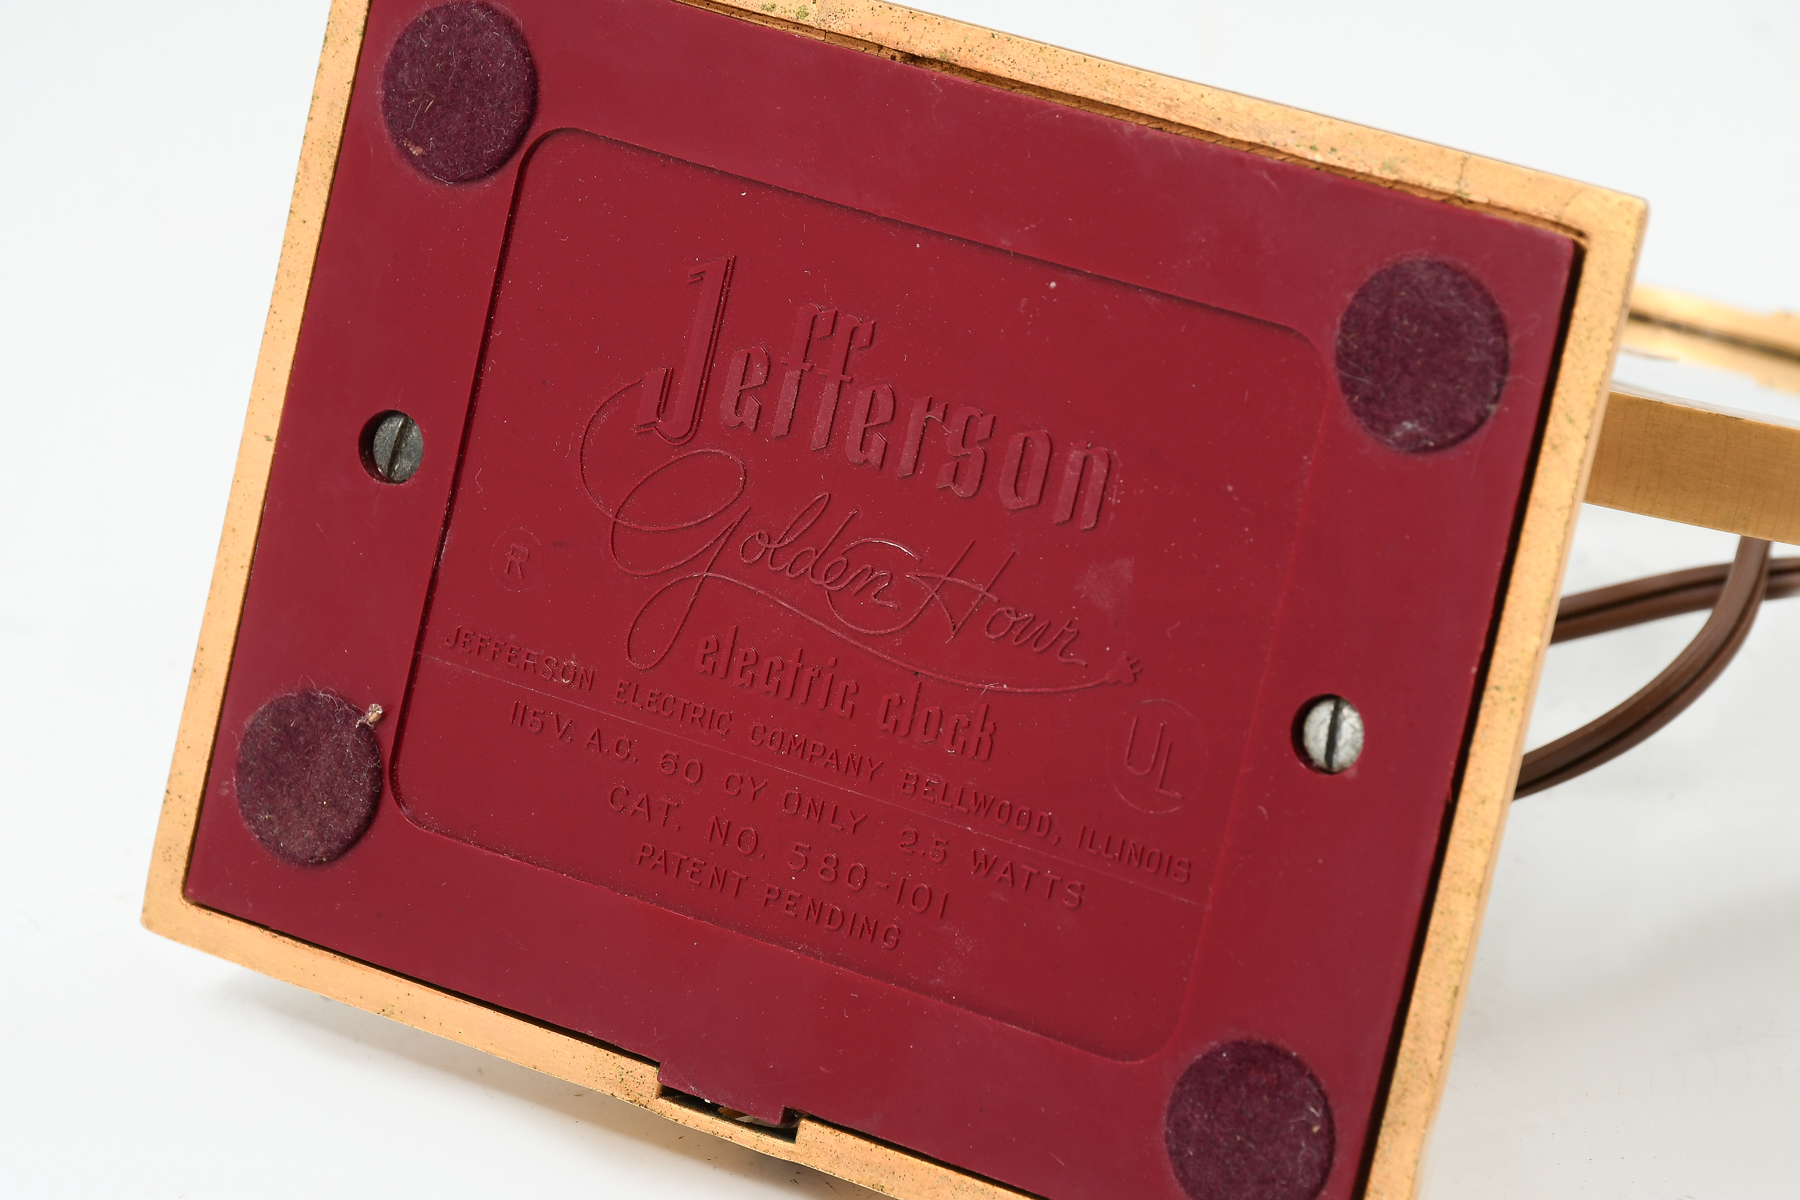 Jefferson
Golden Hour
electric clock
R
UL
JEFFERSON ELECTRIC COMPANY BELLWOOD, ILLINOIS
115 V. A.C. 60 CY ONLY 2.5 WATTS
CAT. NO. 580-101
PATENT PENDING